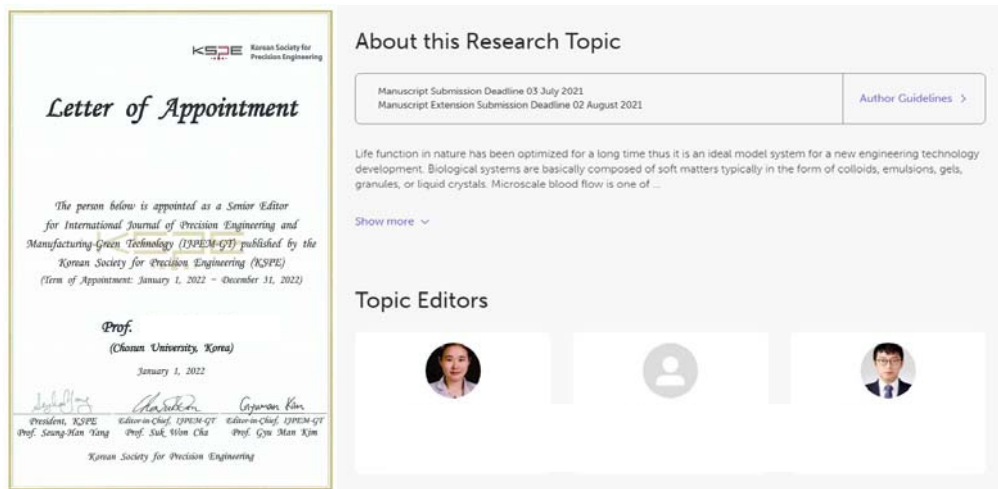 KSPE
Korean Society for
Precision Engineering
Letter of Appointment
The person below is appointed as a Senior Editor
for International Journal of Precision Engineering and
Manufacturing-Green Technology (IJPEM-GT) published by the
Korean Society for Precision Engineering (KSPE)
(Term of Appointment: January 1, 2022 ~ December 31, 2022)
Prof.
(Chosun University, Korea)
January 1, 2022
Gyuman Kim
President, KSPE
Prof. Seung-Han Yang
Editor-in-Chief, IJPEM-GT
Prof. Suk Won Cha
Editor-in-Chief, IJPEM-GT
Prof. Gyu Man Kim
Korean Society for Precision Engineering
About this Research Topic
Manuscript Submission Deadline 03 July 2021
Manuscript Extension Submission Deadline 02 August 2021
Author Guidelines >
Life function in nature has been optimized for a long time thus it is an ideal model system for a new engineering technology
development. Biological systems are basically composed of soft matters typically in the form of colloids, emulsions, gels,
granules, or liquid crystals. Microscale blood flow is one of ...
Show more
Topic Editors